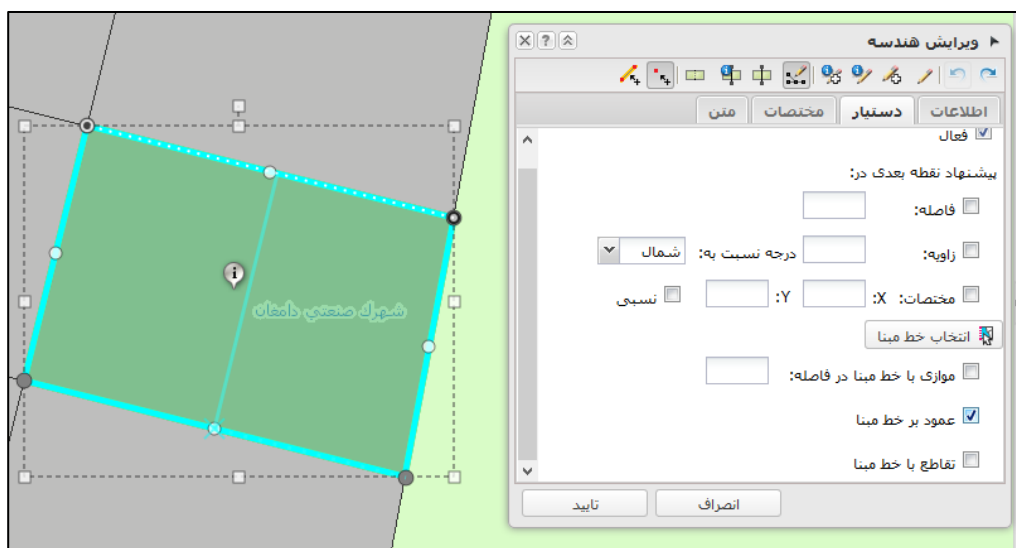 ویرایش هندسه
اطلاعات دستیار مختصات متن
فعال
پیشنهاد نقطه بعدی در:
فاصله:
زاویه: درجه نسبت به: شمال
مختصات: X: Y: نسبی
انتخاب خط مبنا
موازی با خط مبنا در فاصله:
عمود بر خط مبنا
تقاطع با خط مبنا
انصراف تایید
شهرك صنعتي دامغان